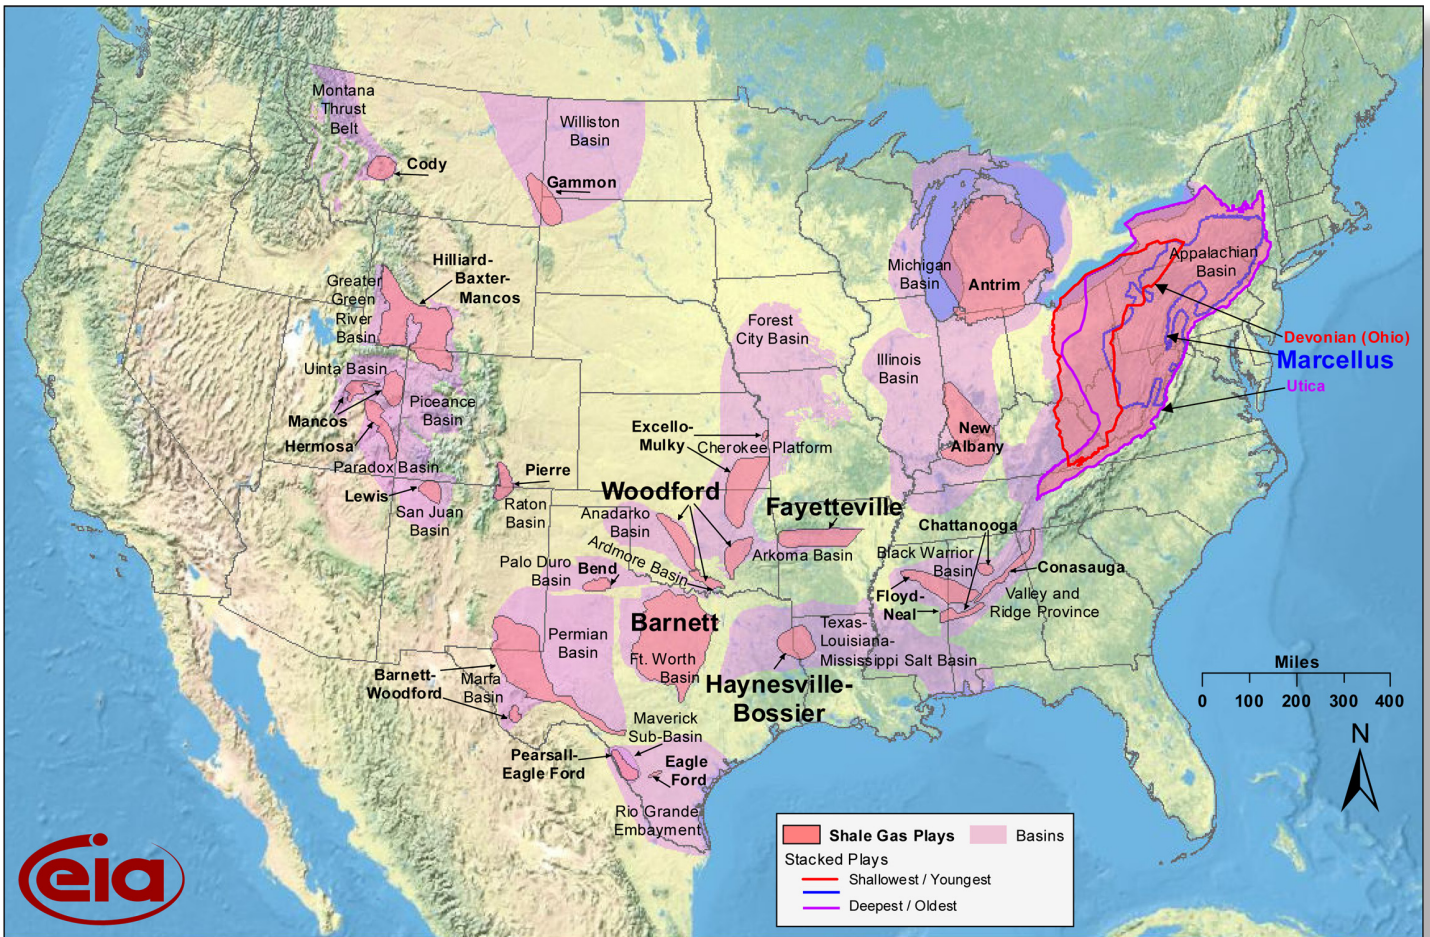 Montana
Thrust
Belt
Cody
Williston
Basin
Gammon
Hilliard-
Baxter-
Mancos
Greater
Green
River
Basin
Uinta Basin
Mancos
Piceance
Basin
Hermosa
Paradox Basin
Lewis
San Juan
Basin
Pierre
Raton
Basin
Forest
City Basin
Excello-
Mulky
Cherokee Platform
Woodford
Anadarko
Basin
Ardmore Basin
Palo Duro
Basin
Bend
Fayetteville
Arkoma Basin
Michigan
Basin
Antrim
Illinois
Basin
New
Albany
Appalachian
Basin
Devonian (Ohio)
Marcellus
Utica
Chattanooga
Black Warrior
Basin
Conasauga
Floyd-
Neal
Valley and
Ridge Province
Barnett
Ft. Worth
Basin
Permian
Basin
Barnett-
Woodford
Marfa
Basin
Texas-
Louisiana-
Mississippi Salt Basin
Haynesville-
Bossier
Maverick
Sub-Basin
Pearsall-
Eagle Ford
Eagle
Ford
Rio Grande
Embayment
Miles
0 100 200 300 400
N
Shale Gas Plays
Basins
Stacked Plays
Shallowest / Youngest
Deepest / Oldest
eia